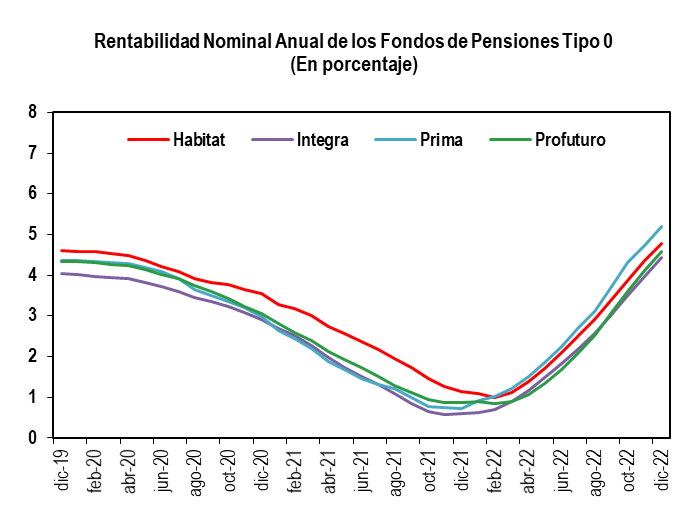 Rentabilidad Nominal Anual de los Fondos de Pensiones Tipo 0
(En porcentaje)
8
7
6
5
4
3
2
1
0
Habitat Integra Prima Profuturo
dic-19 feb-20 abr-20 jun-20 ago-20 oct-20 dic-20 feb-21 abr-21 jun-21 ago-21 oct-21 dic-21 feb-22 abr-22 jun-22 ago-22 oct-22 dic-22